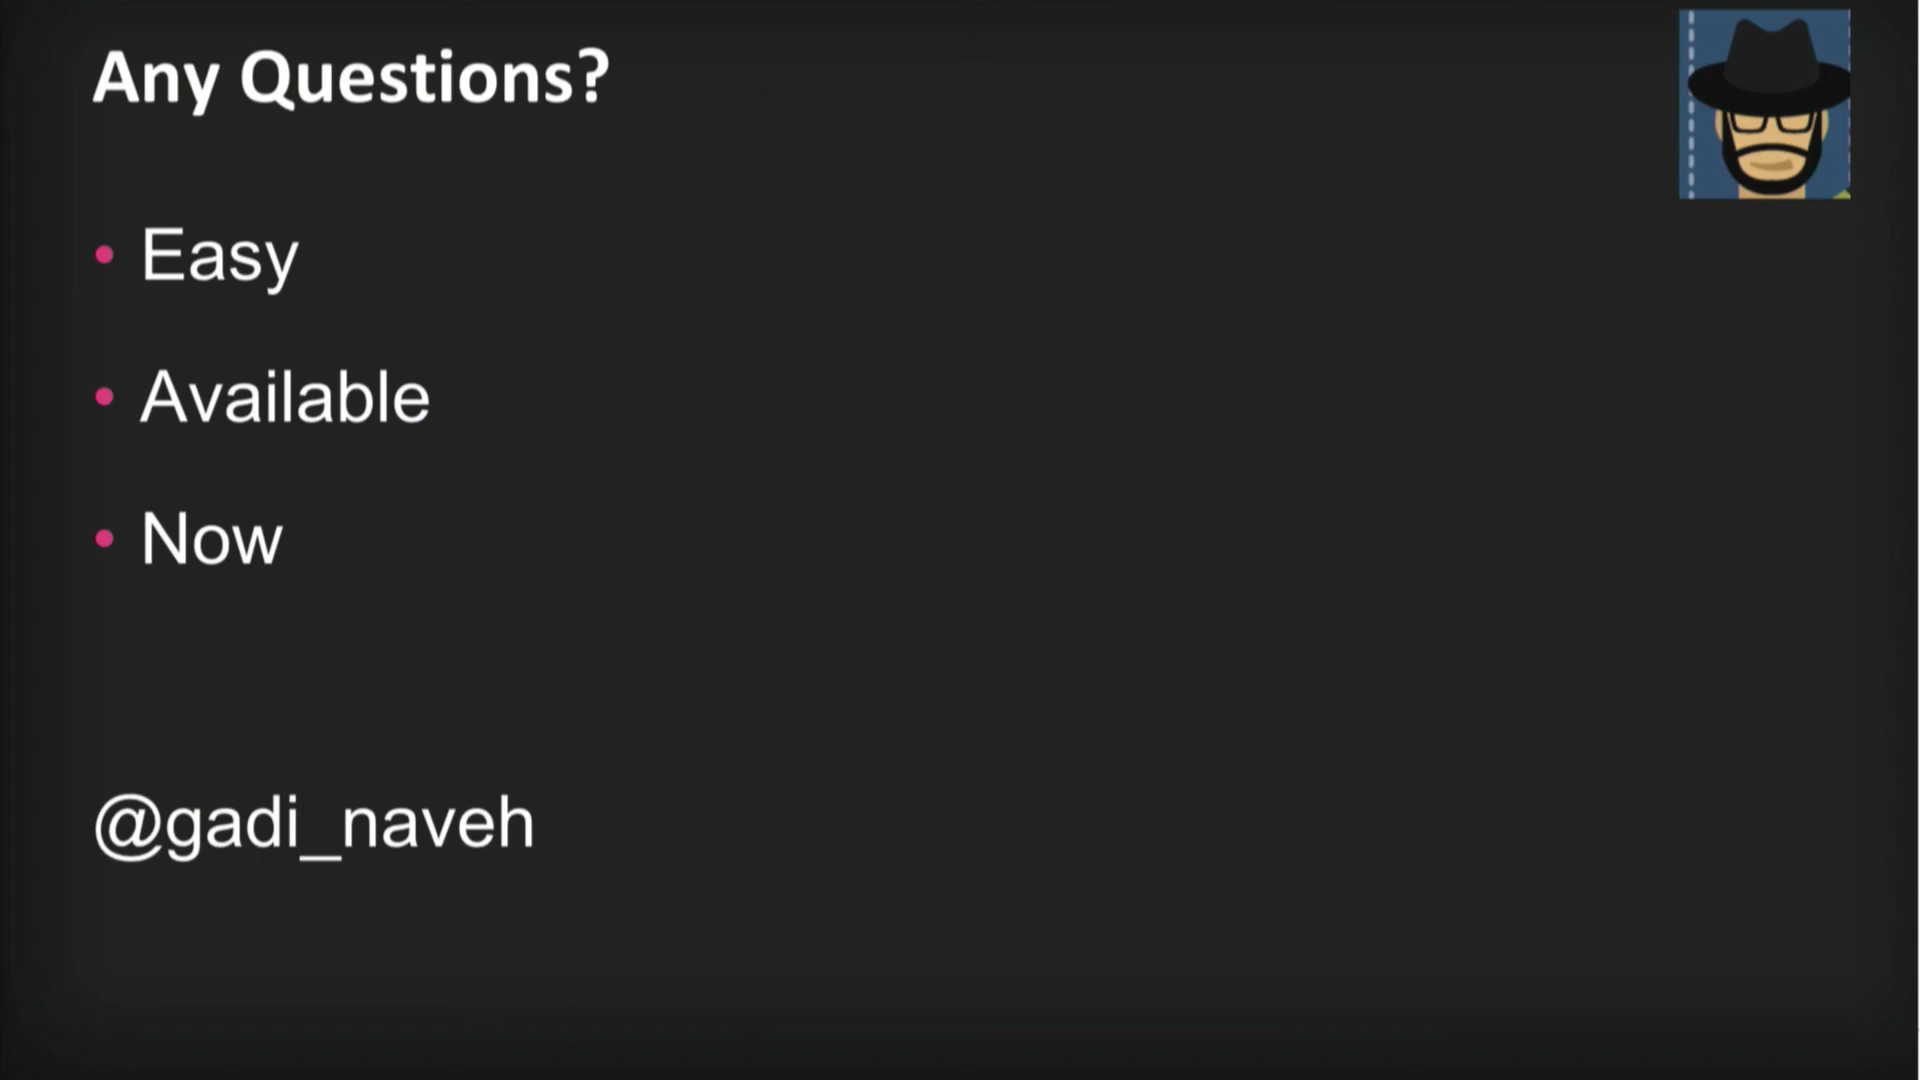 Any Questions?
• Easy
• Available
• Now
@gadi_naveh